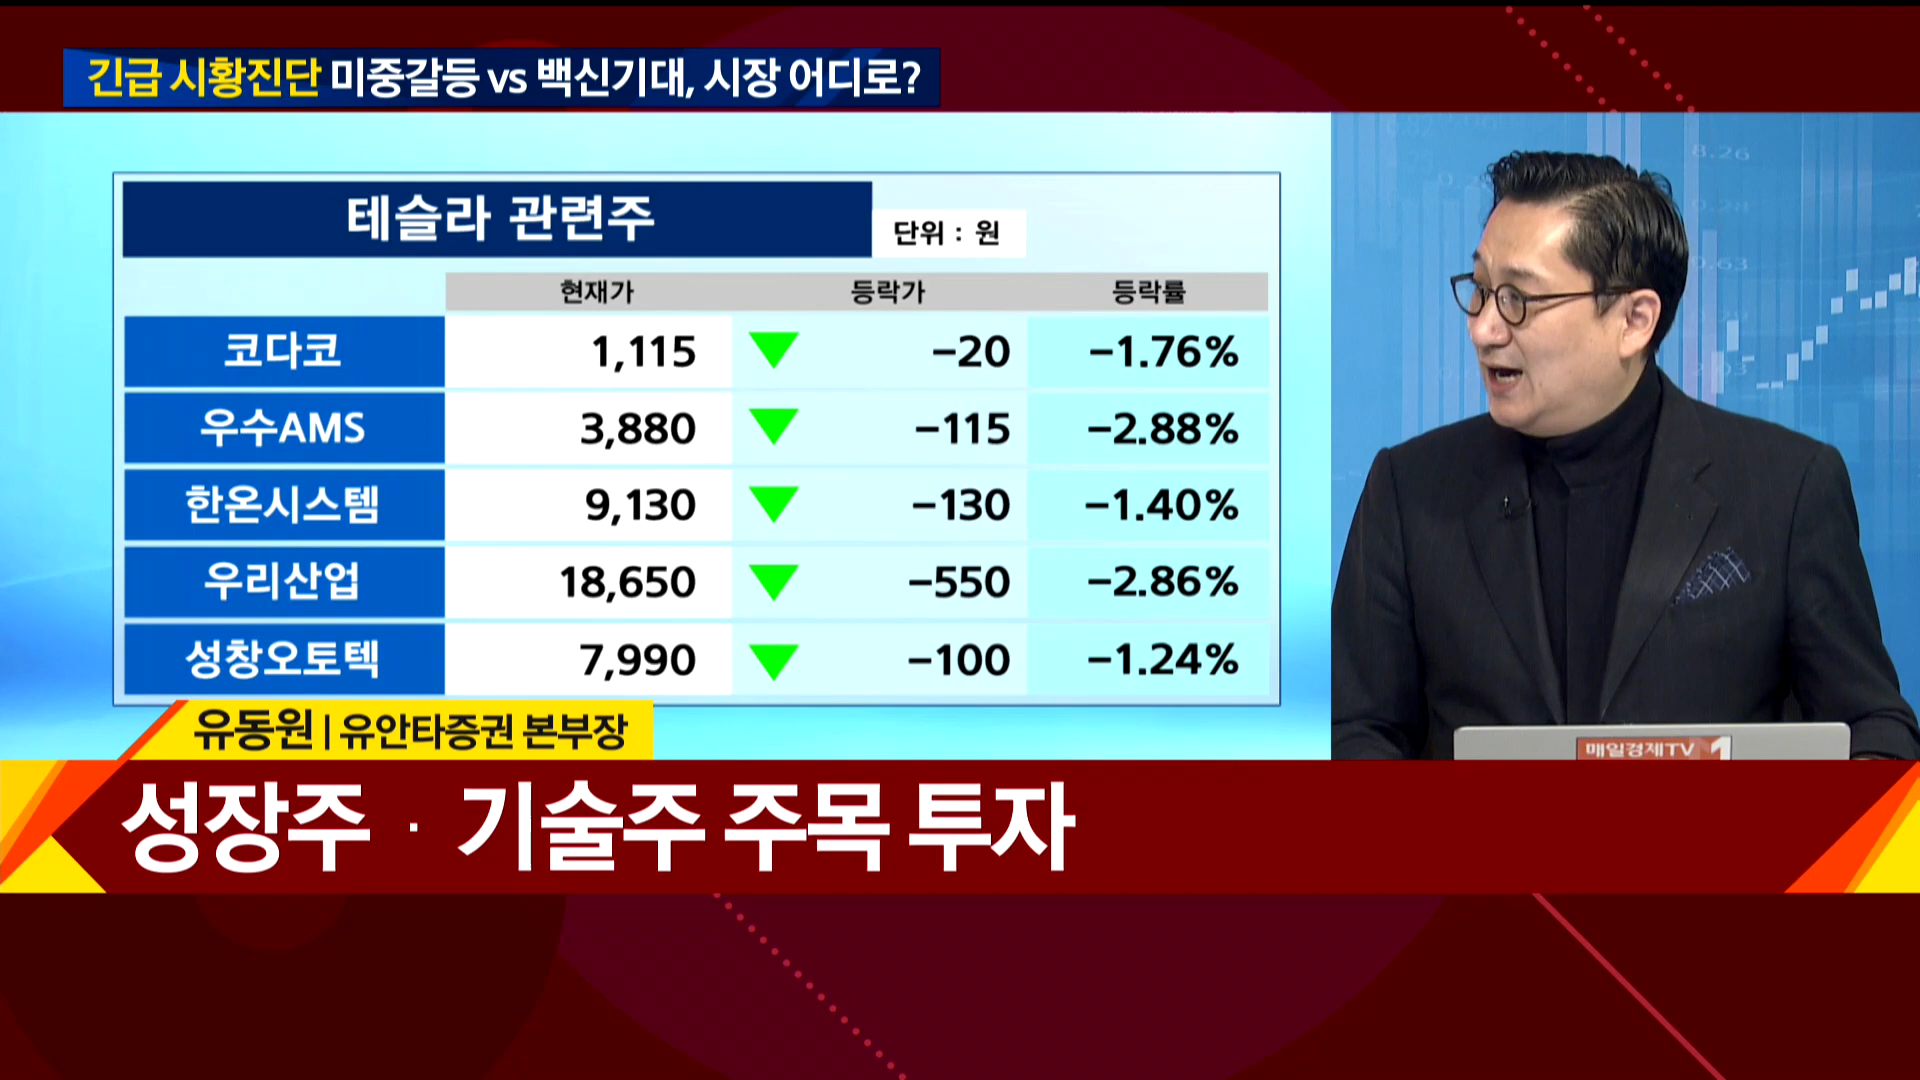 긴급 시황진단 미중갈등 vs 백신기대, 시장 어디로?
테슬라 관련주
단위 : 원
현재가 등락가 등락률
코다코 1,115 ▼ -20 -1.76%
우수AMS 3,880 ▼ -115 -2.88%
한온시스템 9,130 ▼ -130 -1.40%
우리산업 18,650 ▼ -550 -2.86%
성창오토텍 7,990 ▼ -100 -1.24%
8.26
매일경제TV
유동원 | 유안타증권 본부장
성장주 · 기술주 주목 투자